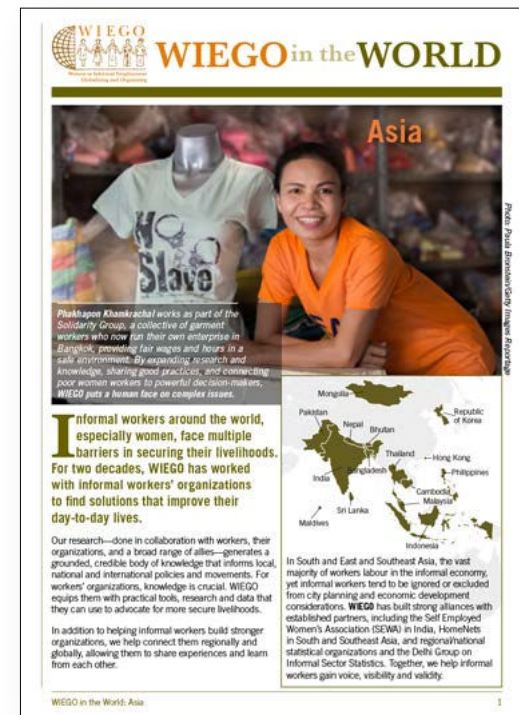 WIEGO
Women in Informal Employment:
Globalizing and Organizing
WIEGO in the WORLD
Asia
NO
Slave
Photo: Paula Bronstein/Getty Images Reportage
Phakhapon Khamkrachai works as part of the
Solidarity Group, a collective of garment
workers who now run their own enterprise in
Bangkok, providing fair wages and hours in a
safe environment. By expanding research and
knowledge, sharing good practices, and connecting
poor women workers to powerful decision-makers,
WIEGO puts a human face on complex issues.
Informal workers around the world,
especially women, face multiple
barriers in securing their livelihoods.
For two decades, WIEGO has worked
with informal workers' organizations
to find solutions that improve their
day-to-day lives.
Our research—done in collaboration with workers, their
organizations, and a broad range of allies—generates a
grounded, credible body of knowledge that informs local,
national and international policies and movements. For
workers' organizations, knowledge is crucial. WIEGO
equips them with practical tools, research and data that
they can use to advocate for more secure livelihoods.
In addition to helping informal workers build stronger
organizations, we help connect them regionally and
globally, allowing them to share experiences and learn
from each other.
Mongolia
Pakistan
Republic
of Korea
Nepal
Bhutan
Thailand
Hong Kong
India
Bangladesh
Philippines
Cambodia
Malaysia
Sri Lanka
Maldives
Indonesia
In South and East and Southeast Asia, the vast
majority of workers labour in the informal economy,
yet informal workers tend to be ignored or excluded
from city planning and economic development
considerations. WIEGO has built strong alliances with
established partners, including the Self Employed
Women's Association (SEWA) in India, HomeNets
in South and Southeast Asia, and regional/national
statistical organizations and the Delhi Group on
Informal Sector Statistics. Together, we help informal
workers gain voice, visibility and validity.
WIEGO in the World: Asia
1